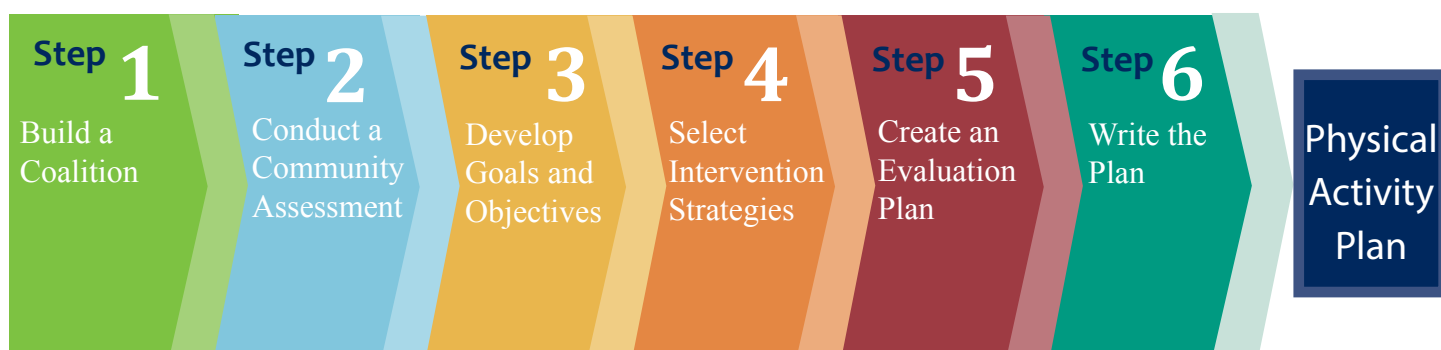 Step 1
Build a
Coalition
Step 2
Conduct a
Community
Assessment
Step 3
Develop
Goals and
Objectives
Step 4
Select
Intervention
Strategies
Step 5
Create an
Evaluation
Plan
Step 6
Write the
Plan
Physical
Activity
Plan